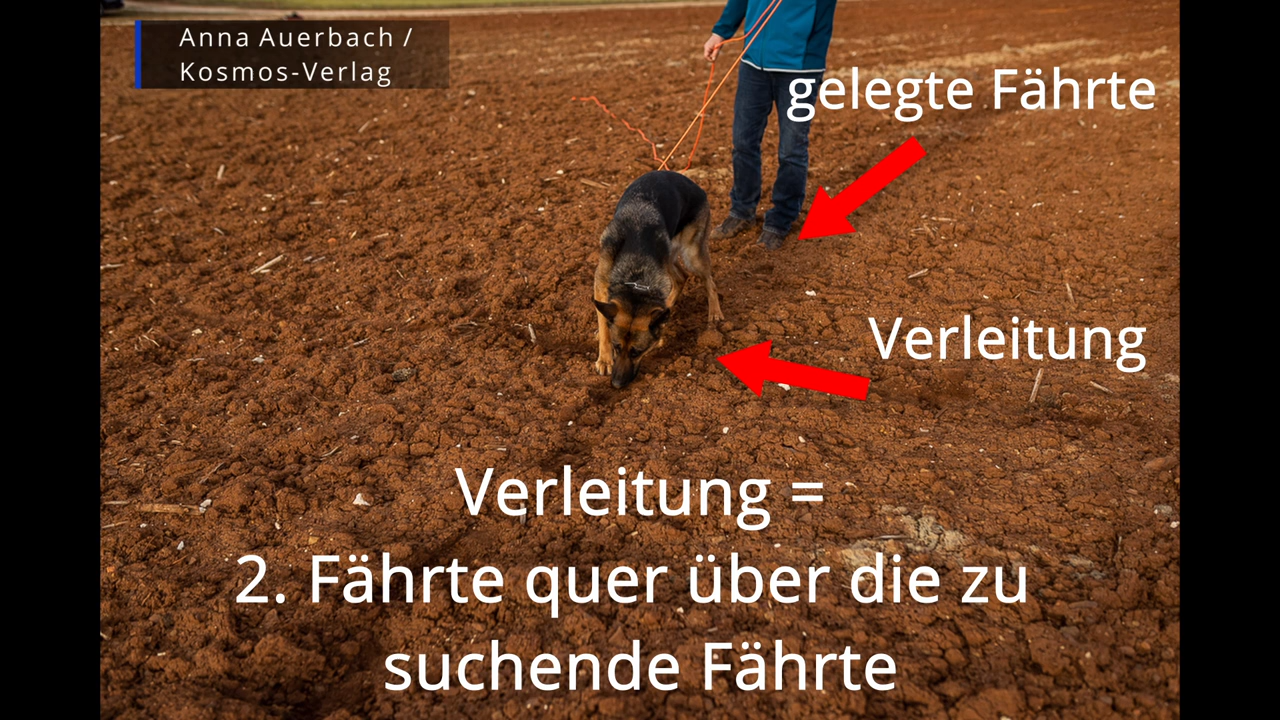 Anna Auerbach /
Kosmos-Verlag
gelegte Fährte
Verleitung
Verleitung =
2. Fährte quer über die zu
suchende Fährte